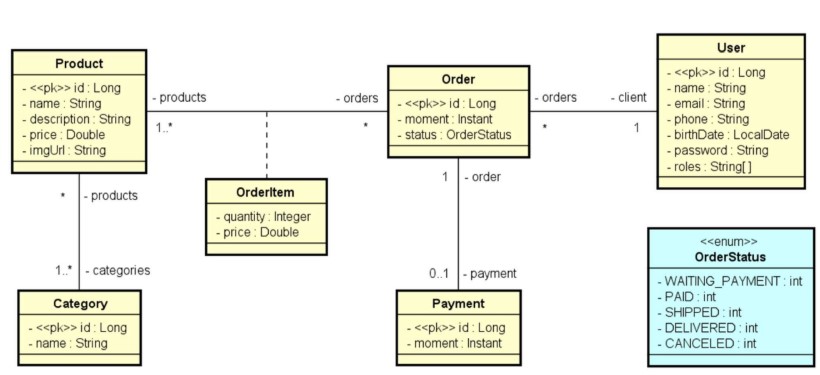 Product
- <<pk>> id : Long
- name : String
- description : String
- price : Double
- imgUrl : String
- products
1..*
- orders
*
Order
- <<pk>> id : Long
- moment : Instant
- status : OrderStatus
- orders
*
- client
1
User
- <<pk>> id : Long
- name : String
- email : String
- phone : String
- birthDate : LocalDate
- password : String
- roles : String[ ]
OrderItem
- quantity : Integer
- price : Double
* - products
1..* - categories
Category
- <<pk>> id : Long
- name : String
1 - order
0..1 - payment
Payment
- <<pk>> id : Long
- moment : Instant
<<enum>>
OrderStatus
- WAITING_PAYMENT : int
- PAID : int
- SHIPPED : int
- DELIVERED : int
- CANCELED : int